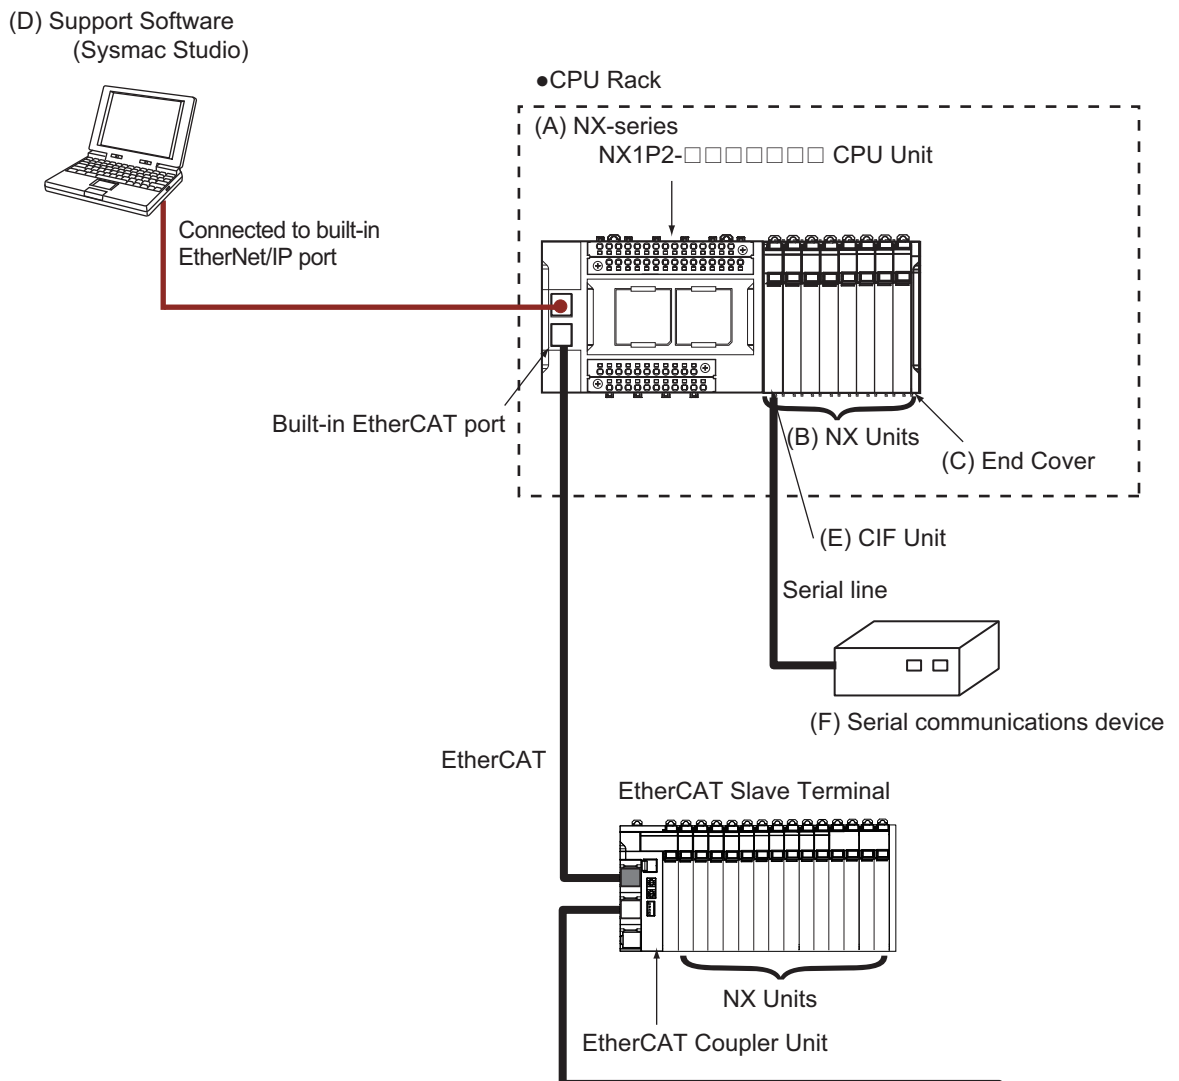 (D) Support Software
(Sysmac Studio)
●CPU Rack
(A) NX-series
NX1P2-□□□□□□□ CPU Unit
Connected to built-in
EtherNet/IP port
Built-in EtherCAT port
(B) NX Units
(C) End Cover
(E) CIF Unit
Serial line
(F) Serial communications device
EtherCAT
EtherCAT Slave Terminal
NX Units
EtherCAT Coupler Unit